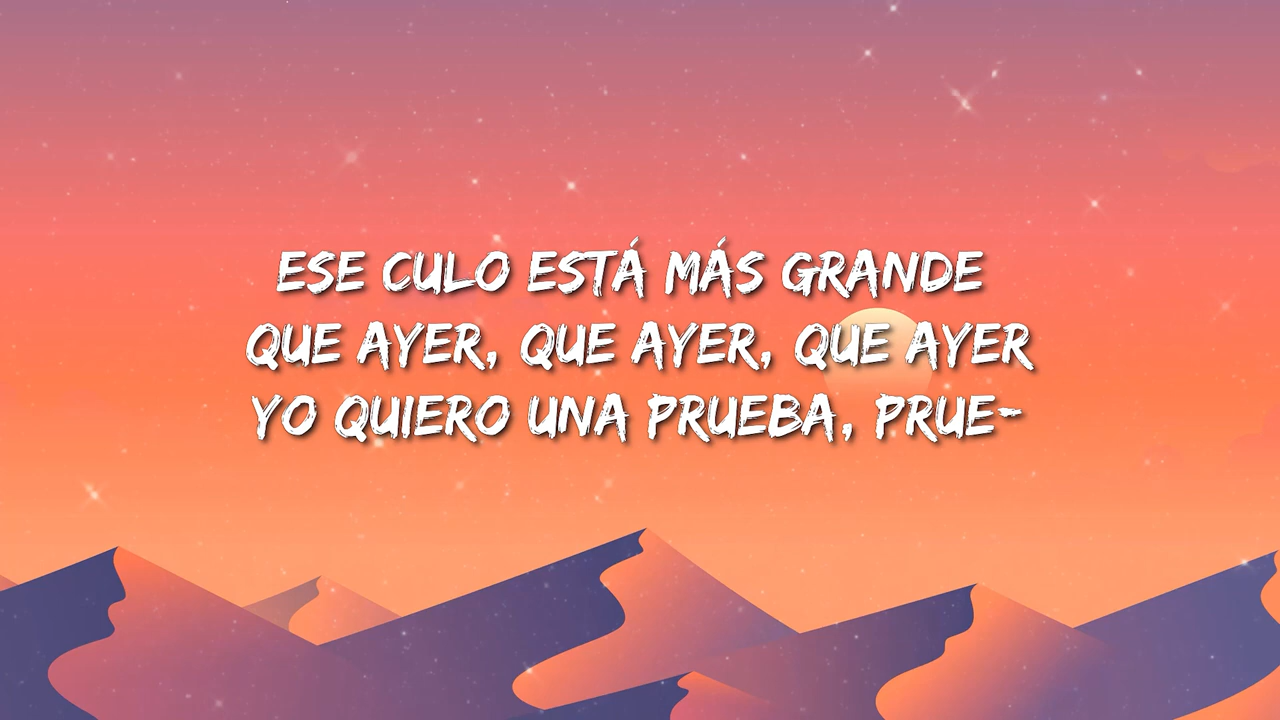 ESE CULO ESTÁ MÁS GRANDE
QUE AYER, QUE AYER, QUE AYER
YO QUIERO UNA PRUEBA, PRUE-